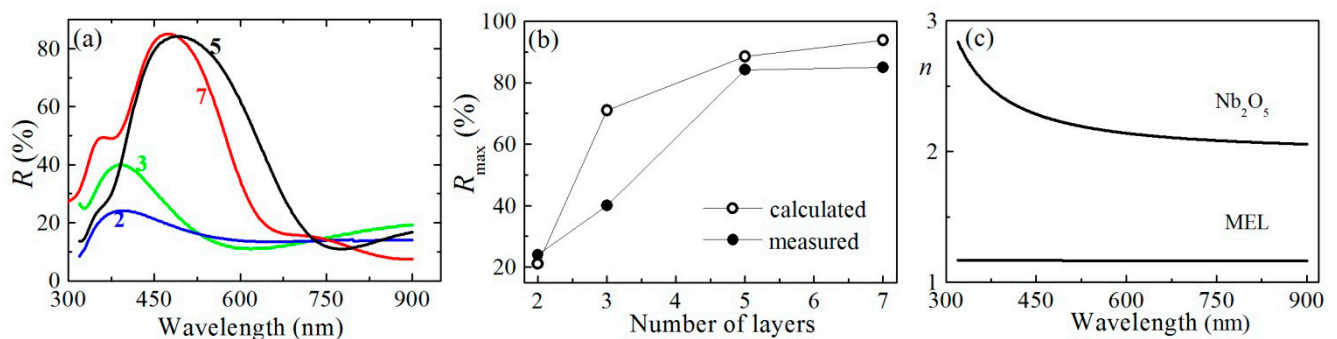 (a)
80
60
40
20
0
R (%)
5
7
3
2
300 450 600 750 900
Wavelength (nm)
(b)
100
80
60
40
20
R_max (%)
calculated
measured
2 3 4 5 6 7
Number of layers
(c)
3
n
2
1
Nb₂O₅
MEL
300 450 600 750 900
Wavelength (nm)